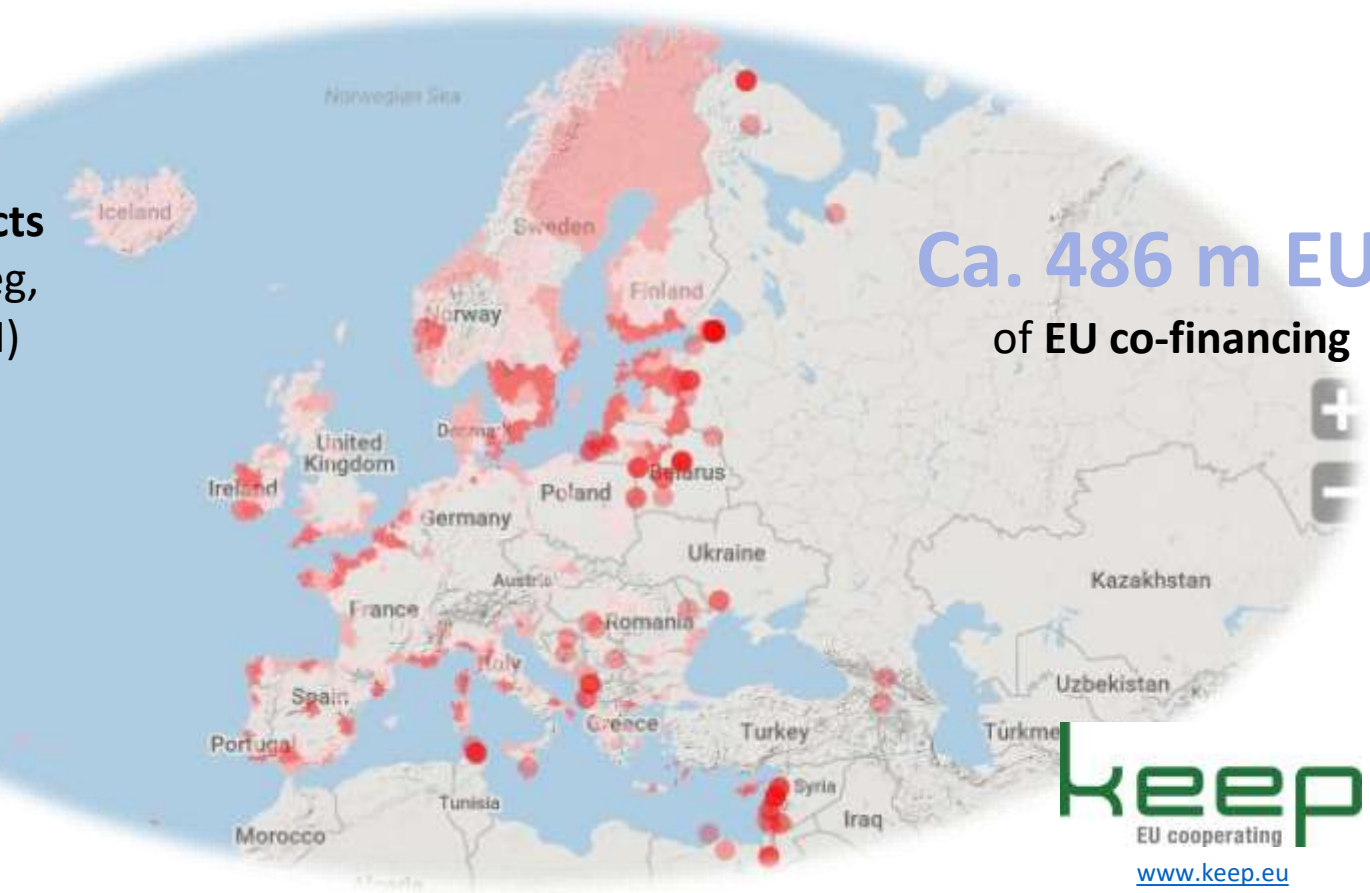 Norwegian Sea
Iceland
cts
eg,
)
Sweden
Ca. 486 m EU
of EU co-financing
Finland
Norway
+
-
United
Kingdom
Denmark
Ireland
Belarus
Poland
Germany
Ukraine
Kazakhstan
Austria
France
Romania
Italy
Uzbekistan
Spain
Greece
Turkey
Portugal
Türkme
keep
EU cooperating
www.keep.eu
Syria
Tunisia
Iraq
Morocco